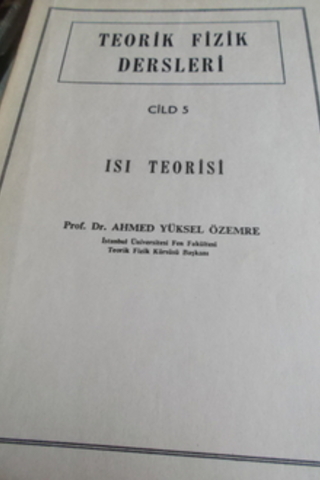 TEORİK FİZİK
DERSLERİ
CİLD 5
ISI TEORİSİ
Prof. Dr. AHMED YÜKSEL ÖZEMRE
İstanbul Üniversitesi Fen Fakültesi
Teorik Fizik Kürsüsü Başkanı